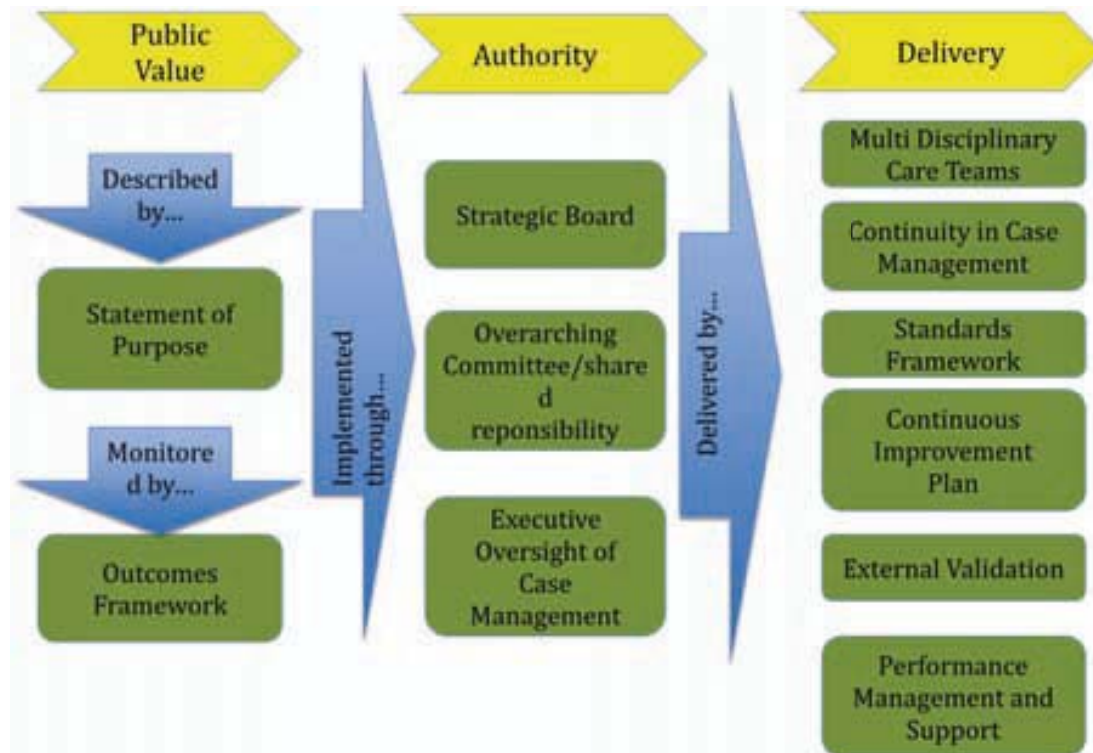 Public
Value
Described
by...
Statement of
Purpose
Monitore
d by...
Outcomes
Framework
Implemented
through...
Authority
Strategic Board
Overarching
Committee/share
d
reponsibility
Executive
Oversight of
Case
Management
Delivered by...
Delivery
Multi Disciplinary
Care Teams
Continuity in Case
Management
Standards
Framework
Continuous
Improvement
Plan
External Validation
Performance
Management and
Support